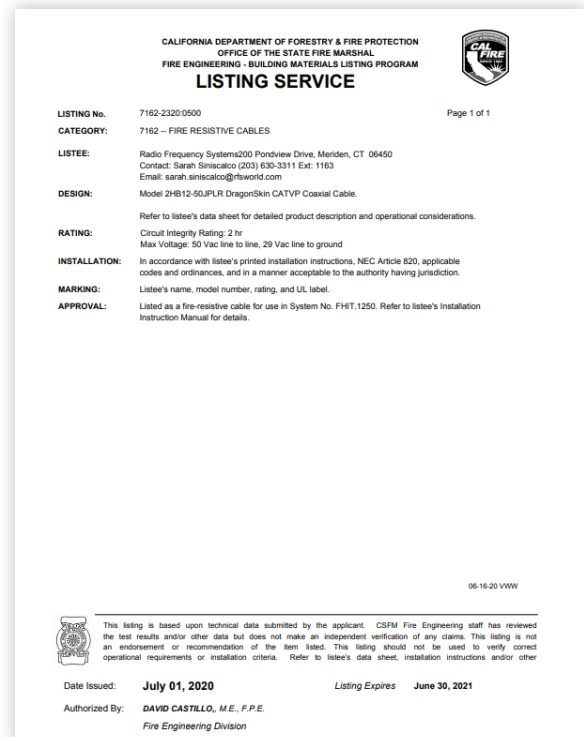 CALIFORNIA DEPARTMENT OF FORESTRY & FIRE PROTECTION
OFFICE OF THE STATE FIRE MARSHAL
FIRE ENGINEERING - BUILDING MATERIALS LISTING PROGRAM
LISTING SERVICE
CAL
FIRE
SINCE 1885
LISTING No. 7162-2320:0500 Page 1 of 1
CATEGORY: 7162 -- FIRE RESISTIVE CABLES
LISTEE: Radio Frequency Systems200 Pondview Drive, Meriden, CT 06450
Contact: Sarah Siniscalco (203) 630-3311 Ext: 1163
Email: sarah.siniscalco@rfsworld.com
DESIGN: Model 2HB12-50JPLR DragonSkin CATVP Coaxial Cable.
Refer to listee's data sheet for detailed product description and operational considerations.
RATING: Circuit Integrity Rating: 2 hr
Max Voltage: 50 Vac line to line, 29 Vac line to ground
INSTALLATION: In accordance with listee's printed installation instructions, NEC Article 820, applicable
codes and ordinances, and in a manner acceptable to the authority having jurisdiction.
MARKING: Listee's name, model number, rating, and UL label.
APPROVAL: Listed as a fire-resistive cable for use in System No. FHIT.1250. Refer to listee's Installation
Instruction Manual for details.
06-16-20 VWW
This listing is based upon technical data submitted by the applicant. CSFM Fire Engineering staff has reviewed
the test results and/or other data but does not make an independent verification of any claims. This listing is not
an endorsement or recommendation of the item listed. This listing should not be used to verify correct
operational requirements or installation criteria. Refer to listee's data sheet, installation instructions and/or other
Date Issued: July 01, 2020 Listing Expires June 30, 2021
Authorized By: DAVID CASTILLO,, M.E., F.P.E.
Fire Engineering Division